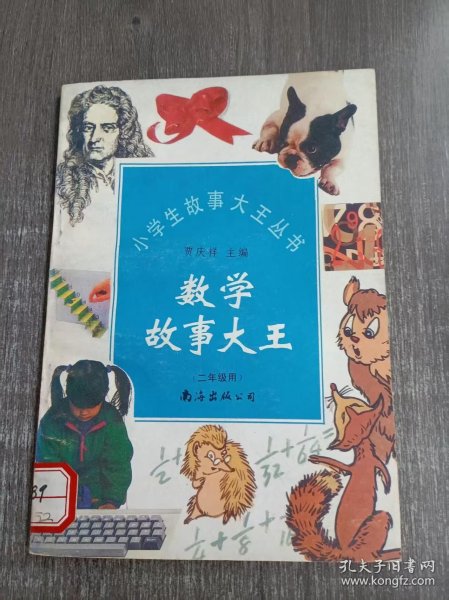 小学生故事大王丛书
贾庆祥 主编
数学
故事大王
(二年级用)
南海出版公司
39
52
孔夫子旧书网
www.kongfz.com